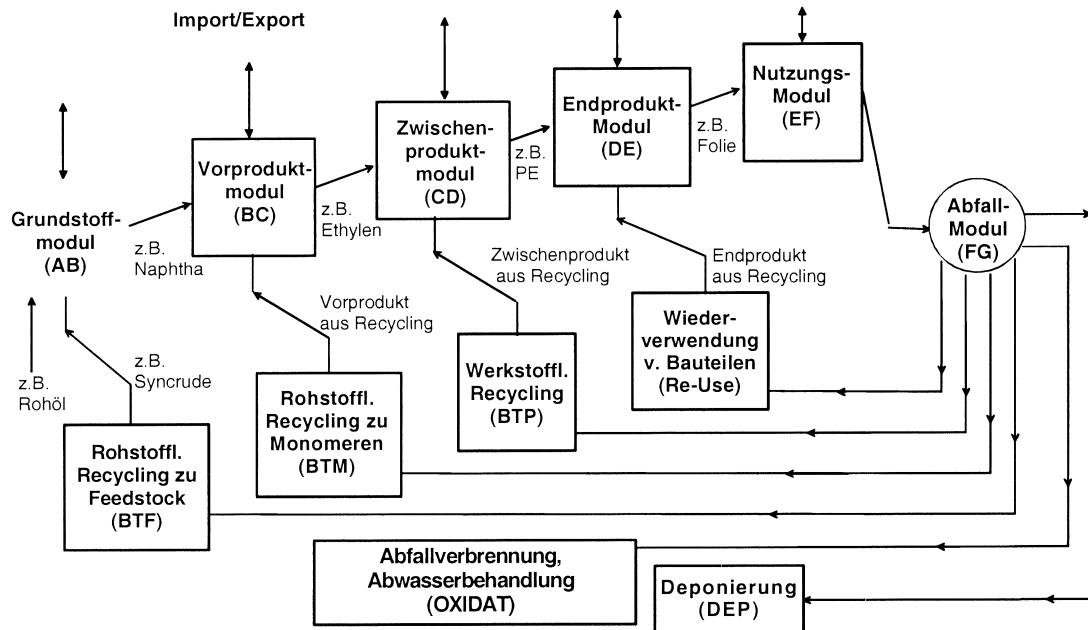 Import/Export
Grundstoff-
modul
(AB)
z.B.
Naphtha
Vorprodukt-
modul
(BC)
z.B.
Ethylen
Zwischen-
produkt-
modul
(CD)
z.B.
PE
Endprodukt-
Modul
(DE)
z.B.
Folie
Nutzungs-
Modul
(EF)
Abfall-
Modul
(FG)
z.B.
Rohöl
z.B.
Syncrude
Vorprodukt
aus Recycling
Zwischenprodukt
aus Recycling
Endprodukt
aus Recycling
Rohstoffl.
Recycling zu
Feedstock
(BTF)
Rohstoffl.
Recycling zu
Monomeren
(BTM)
Werkstoffl.
Recycling
(BTP)
Wieder-
verwendung
v. Bauteilen
(Re-Use)
Abfallverbrennung,
Abwasserbehandlung
(OXIDAT)
Deponierung
(DEP)